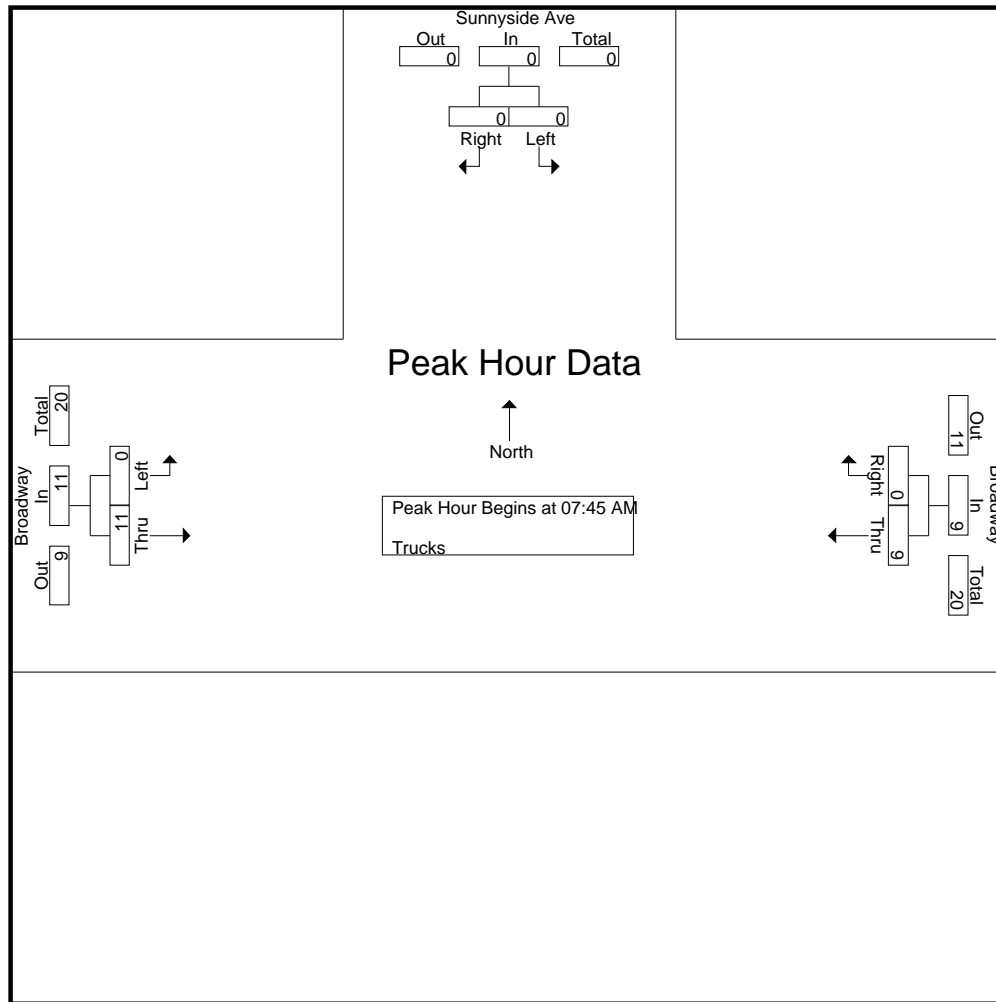 Sunnyside Ave
Out In Total
0 0 0
0 0
Right Left
Peak Hour Data
North
Peak Hour Begins at 07:45 AM
Trucks
Broadway
Out In Total
9 11 20
Left
0
Thru
11
Broadway
Out In Total
11 9 20
Right
0
Thru
9